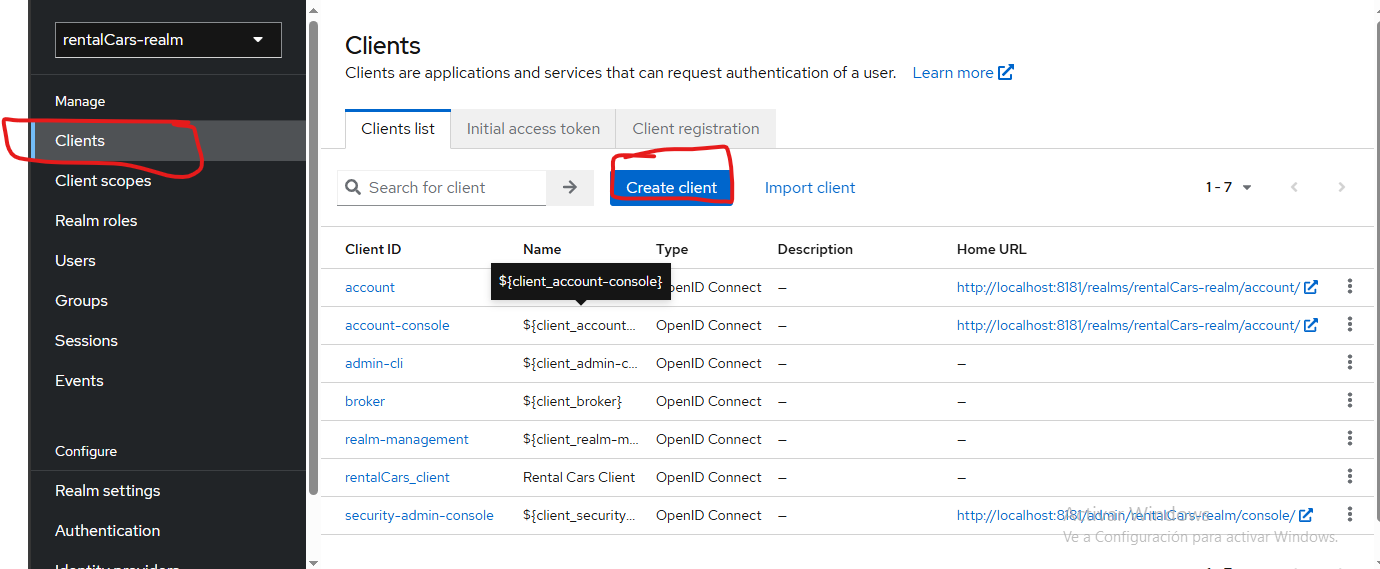 rentalCars-realm
Manage
Clients
Client scopes
Realm roles
Users
Groups
Sessions
Events
Configure
Realm settings
Authentication
Identity providers
Clients
Clients are applications and services that can request authentication of a user. Learn more
Clients list Initial access token Client registration
Search for client Create client Import client 1 - 7
Client ID Name Type Description Home URL
${client_account-console}
account OpenID Connect – http://localhost:8181/realms/rentalCars-realm/account/
account-console ${client_account... OpenID Connect – http://localhost:8181/realms/rentalCars-realm/account/
admin-cli ${client_admin-c... OpenID Connect – –
broker ${client_broker} OpenID Connect – –
realm-management ${client_realm-m... OpenID Connect – –
rentalCars_client Rental Cars Client OpenID Connect – –
security-admin-console ${client_security... OpenID Connect – http://localhost:8181/admin/rentalCars-realm/console/
Activar Windows
Ve a Configuración para activar Windows.